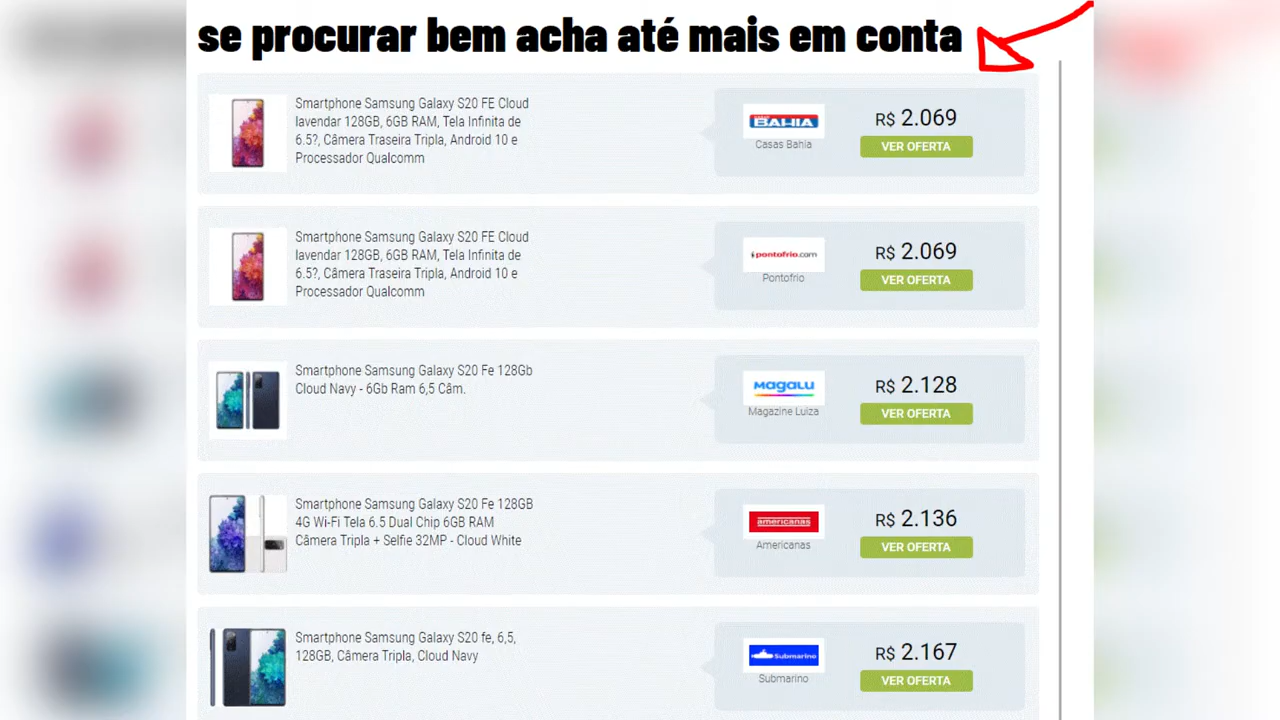 se procurar bem acha até mais em conta
Smartphone Samsung Galaxy S20 FE Cloud
lavendar 128GB, 6GB RAM, Tela Infinita de
6.5?, Câmera Traseira Tripla, Android 10 e
Processador Qualcomm
CASAS
BAHIA
Casas Bahia
R$ 2.069
VER OFERTA
Smartphone Samsung Galaxy S20 FE Cloud
lavendar 128GB, 6GB RAM, Tela Infinita de
6.5?, Câmera Traseira Tripla, Android 10 e
Processador Qualcomm
pontofrio.com
Pontofrio
R$ 2.069
VER OFERTA
Smartphone Samsung Galaxy S20 Fe 128Gb
Cloud Navy - 6Gb Ram 6,5 Câm.
Magalu
Magazine Luiza
R$ 2.128
VER OFERTA
Smartphone Samsung Galaxy S20 Fe 128GB
4G Wi-Fi Tela 6.5 Dual Chip 6GB RAM
Câmera Tripla + Selfie 32MP - Cloud White
americanas
Americanas
R$ 2.136
VER OFERTA
Smartphone Samsung Galaxy S20 fe, 6,5,
128GB, Câmera Tripla, Cloud Navy
Submarino
Submarino
R$ 2.167
VER OFERTA